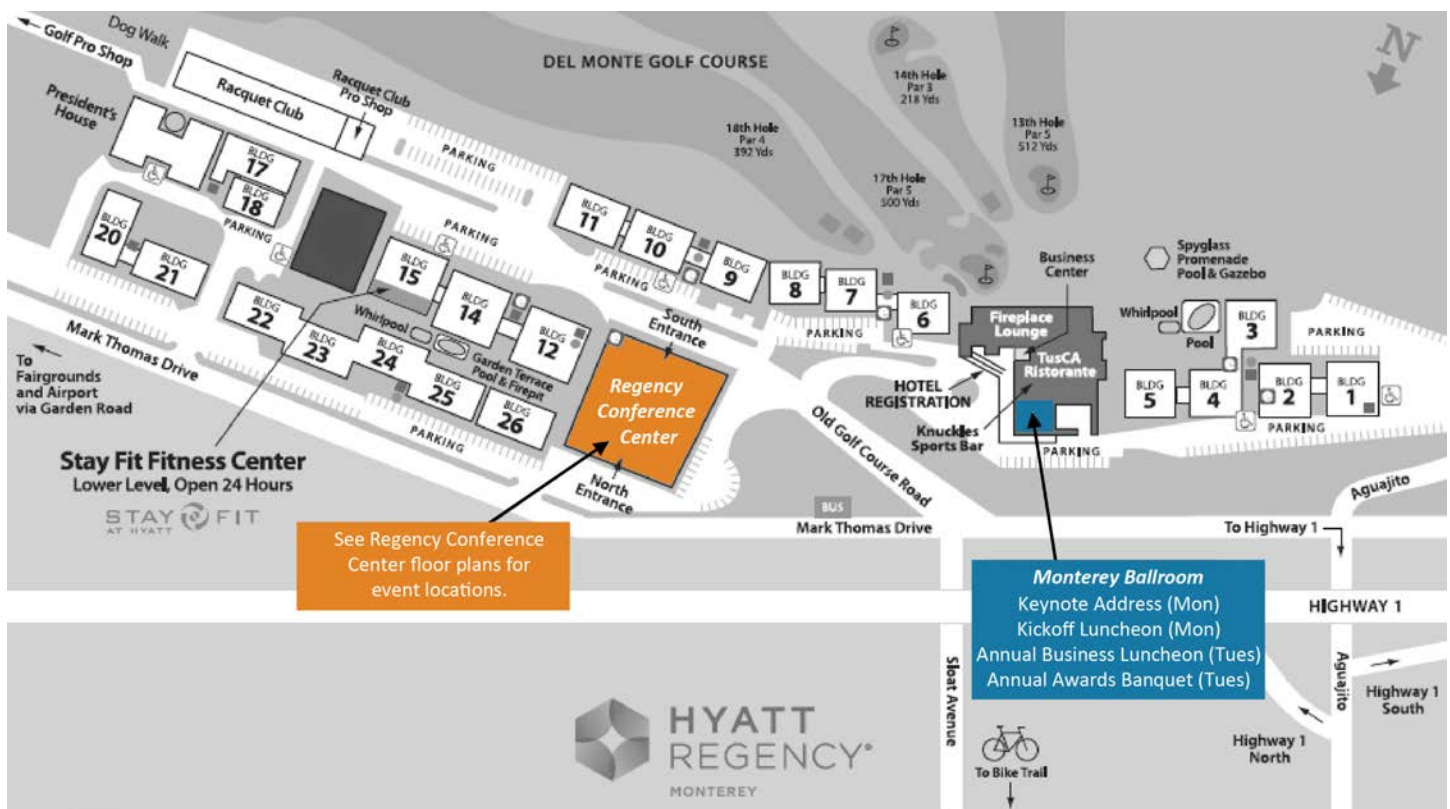 Dog Walk
Golf Pro Shop
Racquet Club
Racquet Club
Pro Shop
President's
House
BLDG
17
BLDG
18
BLDG
20
BLDG
21
PARKING
PARKING
PARKING
DEL MONTE GOLF COURSE
18th Hole
Par 4
392 Yds
14th Hole
Par 3
218 Yds
17th Hole
Par 5
500 Yds
13th Hole
Par 5
512 Yds
N
BLDG
11
BLDG
10
BLDG
9
BLDG
8
BLDG
7
BLDG
6
PARKING
PARKING
BLDG
15
BLDG
14
BLDG
12
BLDG
22
BLDG
23
BLDG
24
BLDG
25
BLDG
26
Whirlpool
Garden Terrace
Pool & Firepit
PARKING
South
Entrance
Regency
Conference
Center
North
Entrance
Business
Center
Fireplace
Lounge
TusCA
Ristorante
HOTEL
REGISTRATION
Knuckles
Sports Bar
PARKING
Spyglass
Promenade
Pool & Gazebo
Whirlpool
Pool
BLDG
3
BLDG
5
BLDG
4
BLDG
2
BLDG
1
PARKING
PARKING
Mark Thomas Drive
To
Fairgrounds
and Airport
via Garden Road
Stay Fit Fitness Center
Lower Level, Open 24 Hours
STAY FIT
AT HYATT
Old Golf Course Road
BUS
Mark Thomas Drive
To Highway 1
Aguajito
See Regency Conference
Center floor plans for
event locations.
Monterey Ballroom
Keynote Address (Mon)
Kickoff Luncheon (Mon)
Annual Business Luncheon (Tues)
Annual Awards Banquet (Tues)
HIGHWAY 1
Sloat Avenue
Aguajito
Highway 1
South
Highway 1
North
To Bike Trail
HYATT
REGENCY®
MONTEREY